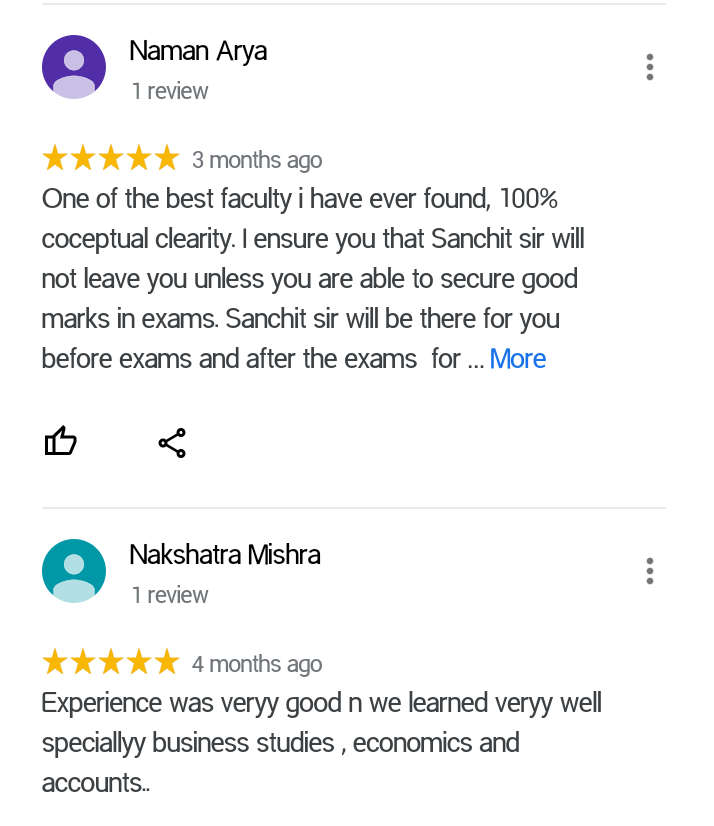 Naman Arya
1 review
3 months ago
One of the best faculty i have ever found, 100%
coceptual clearity. I ensure you that Sanchit sir will
not leave you unless you are able to secure good
marks in exams. Sanchit sir will be there for you
before exams and after the exams  for ... More
Nakshatra Mishra
1 review
4 months ago
Experience was veryy good n we learned veryy well
speciallyy business studies , economics and
accounts..